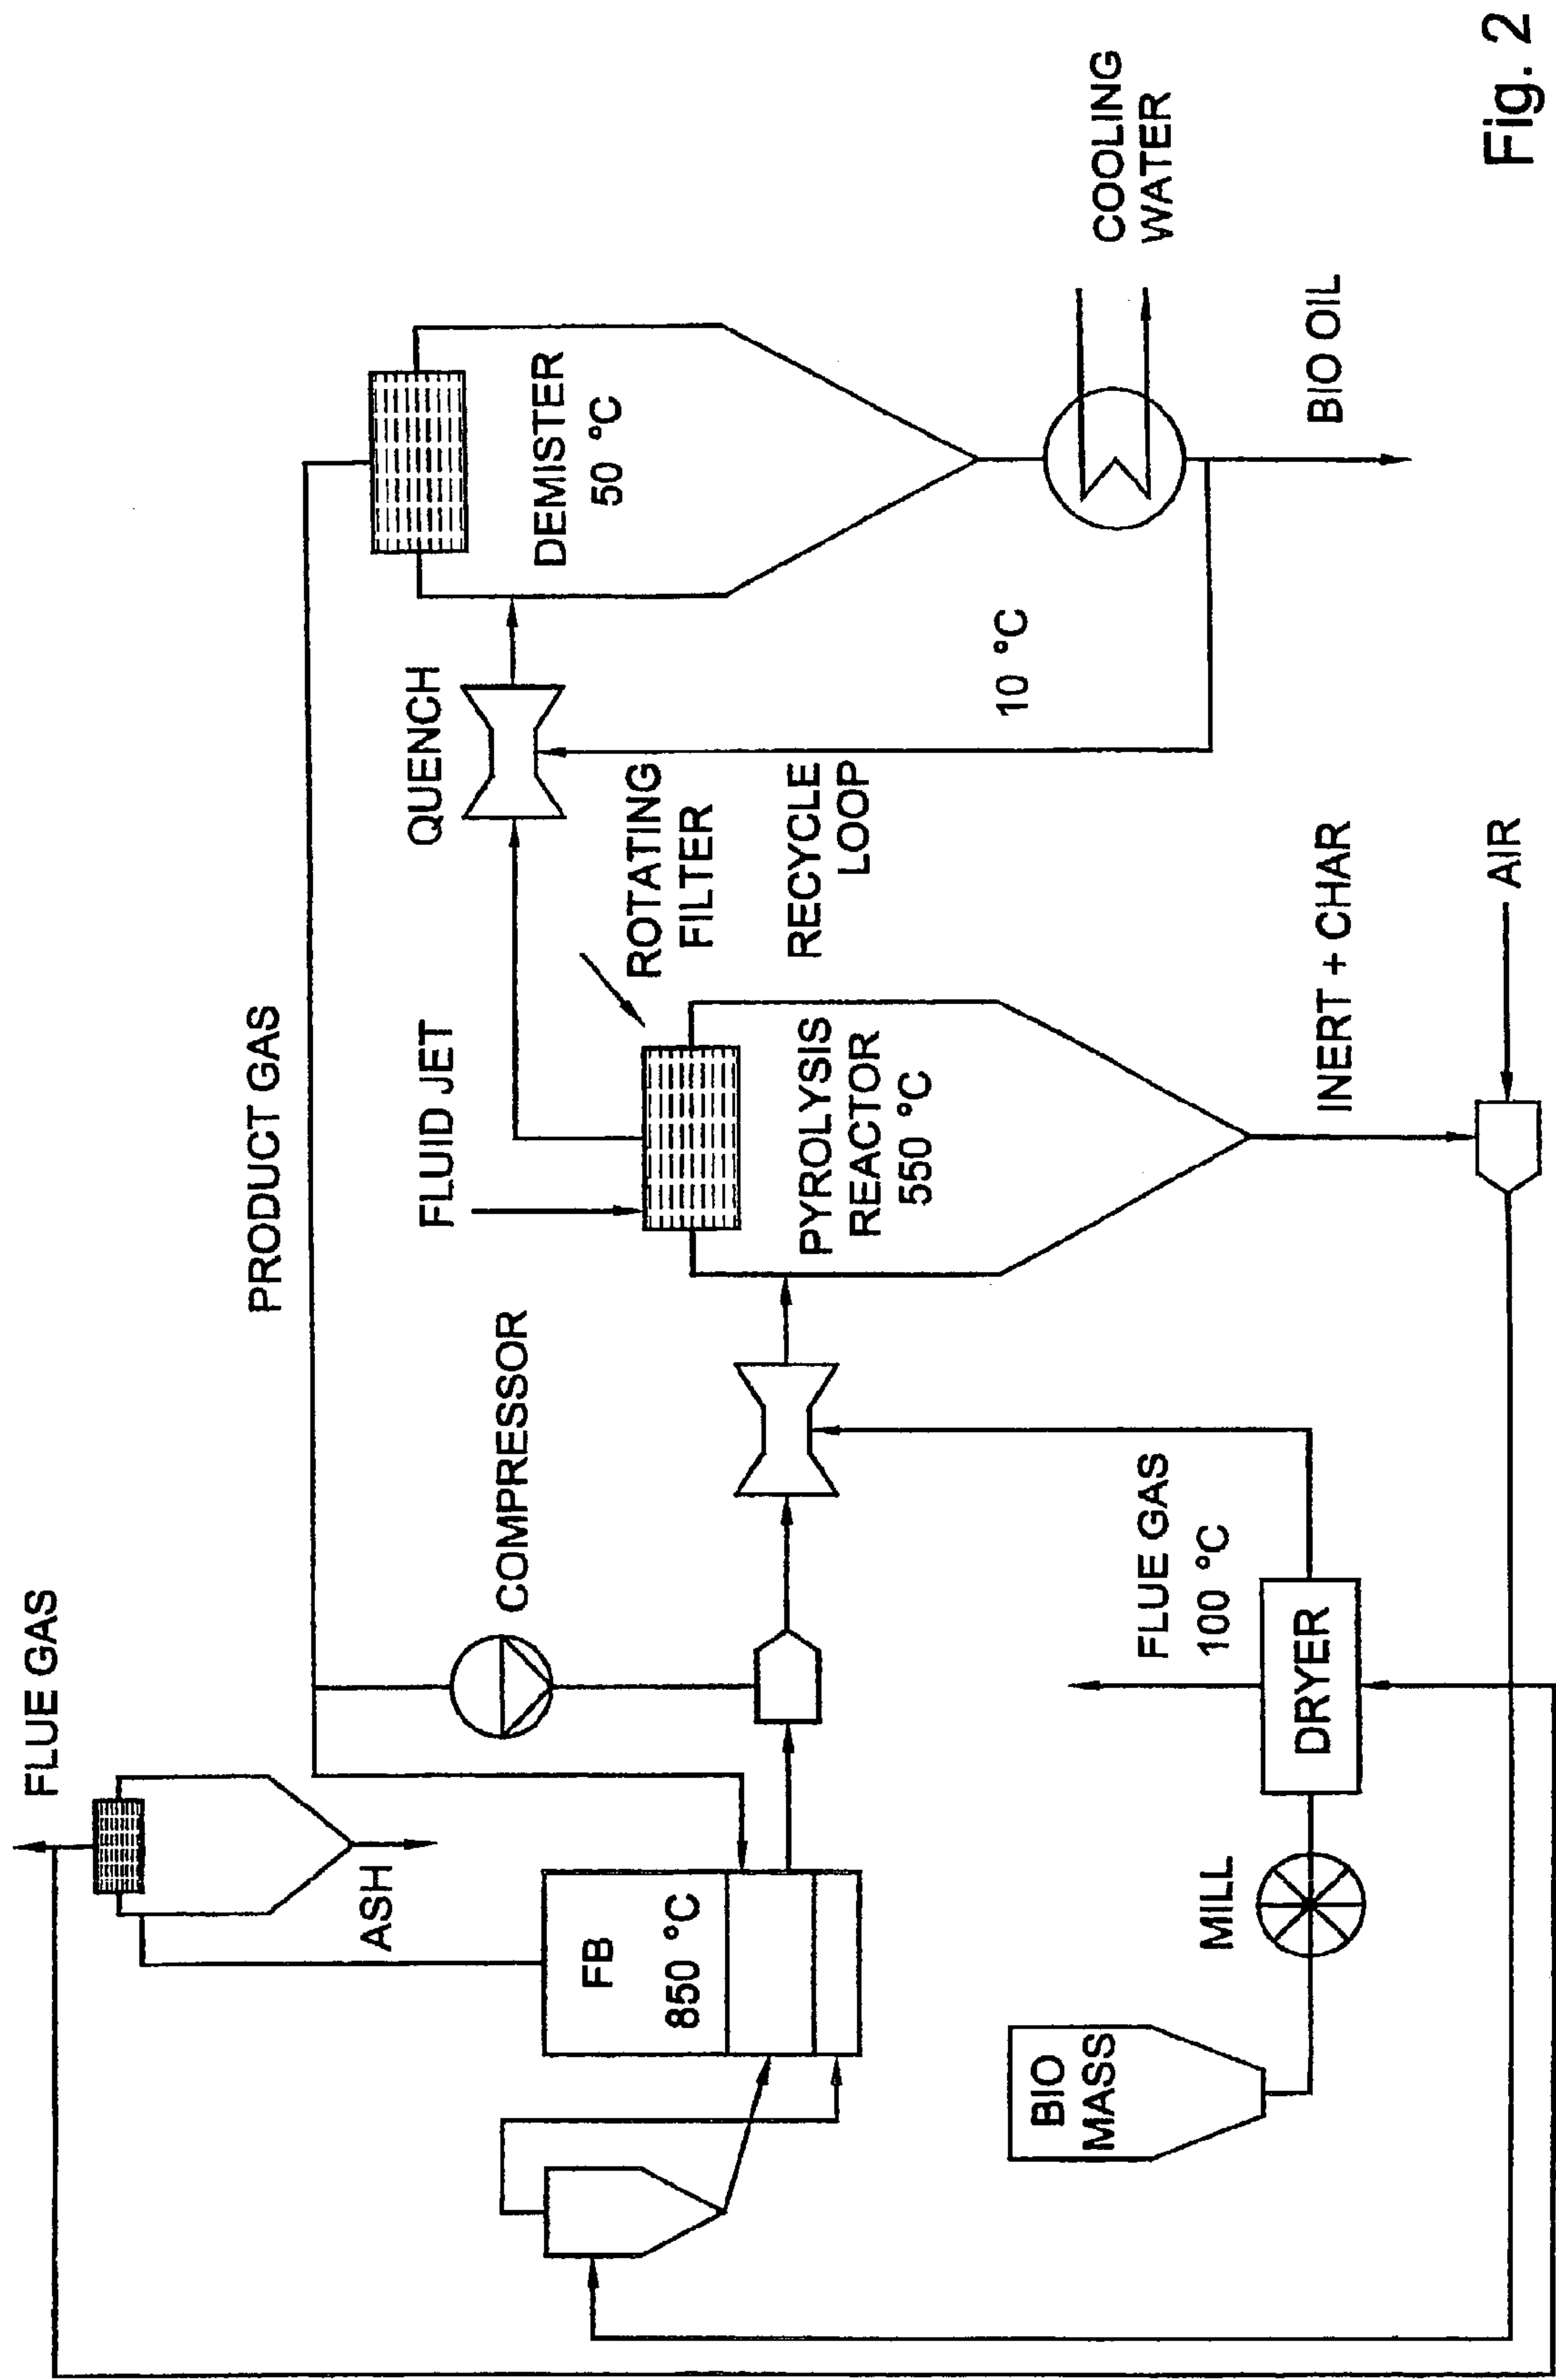 FLUE GAS
PRODUCT GAS
COMPRESSOR
FLUID JET
QUENCH
ROTATING
FILTER
DEMISTER
50 °C
ASH
FB
850 °C
PYROLYSIS
REACTOR
550 °C
RECYCLE
LOOP
10 °C
COOLING
WATER
BIO
MASS
MILL
DRYER
FLUE GAS
100 °C
INERT + CHAR
AIR
BIO OIL
Fig. 2